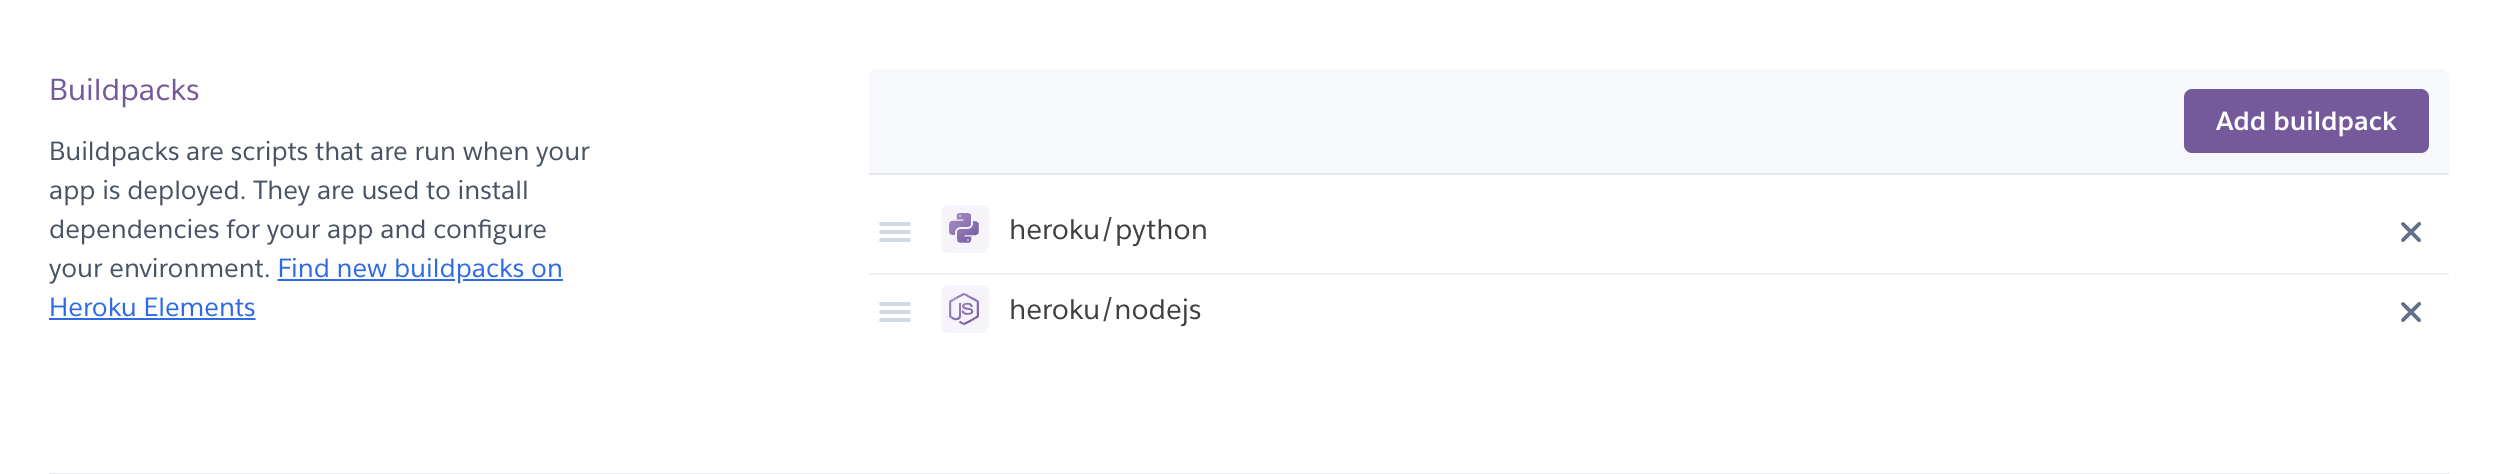 Buildpacks
Buildpacks are scripts that are run when your
app is deployed. They are used to install
dependencies for your app and configure
your environment. Find new buildpacks on
Heroku Elements
Add buildpack
heroku/python
heroku/nodejs